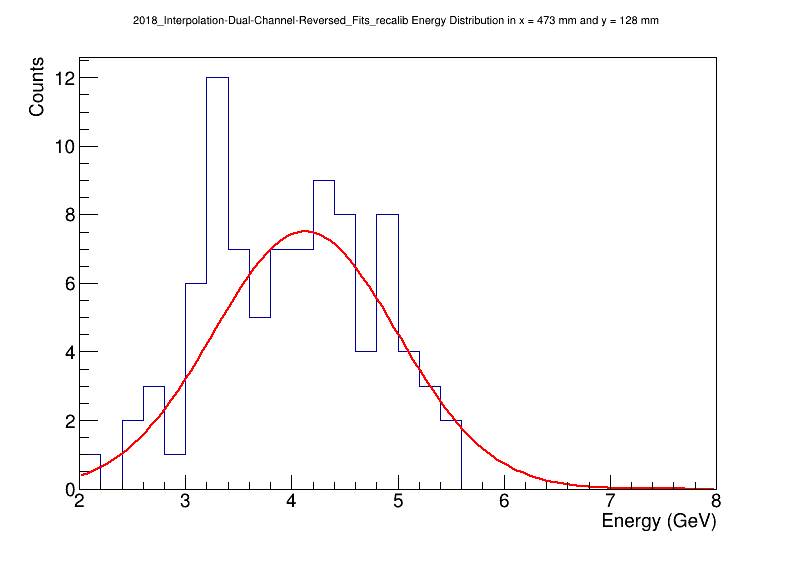 2018_Interpolation-Dual-Channel-Reversed_Fits_recalib Energy Distribution in x = 473 mm and y = 128 mm
Counts
12
10
8
6
4
2
0
2 3 4 5 6 7 8
Energy (GeV)